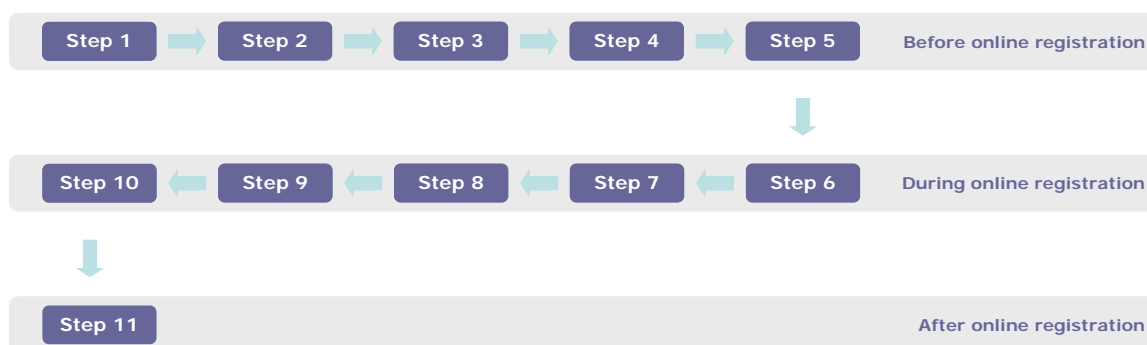 Step 1 Step 2 Step 3 Step 4 Step 5 Before online registration
Step 10 Step 9 Step 8 Step 7 Step 6 During online registration
Step 11 After online registration